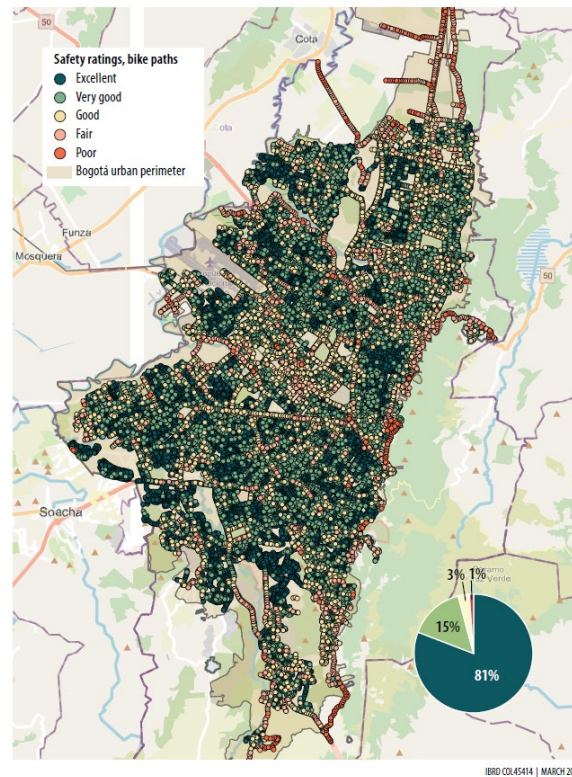 50
Cota
Safety ratings, bike paths
Excellent
Very good
Good
Fair
Poor
Bogotá urban perimeter
Funza
Mosquera
50
Soacha
Verde
3%
1%
15%
81%
IBRD COL45414 | MARCH 20